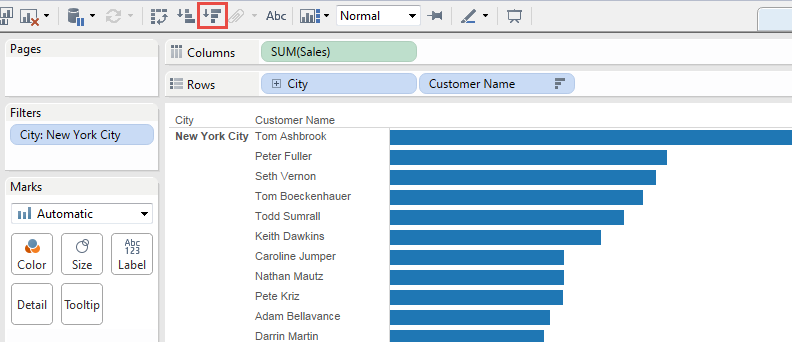 Abc
Normal
Pages
Columns
SUM(Sales)
Rows
City
Customer Name
Filters
City: New York City
Marks
Automatic
Color
Size
Abc
123
Label
Detail
Tooltip
City
Customer Name
New York City
Tom Ashbrook
Peter Fuller
Seth Vernon
Tom Boeckenhauer
Todd Sumrall
Keith Dawkins
Caroline Jumper
Nathan Mautz
Pete Kriz
Adam Bellavance
Darrin Martin